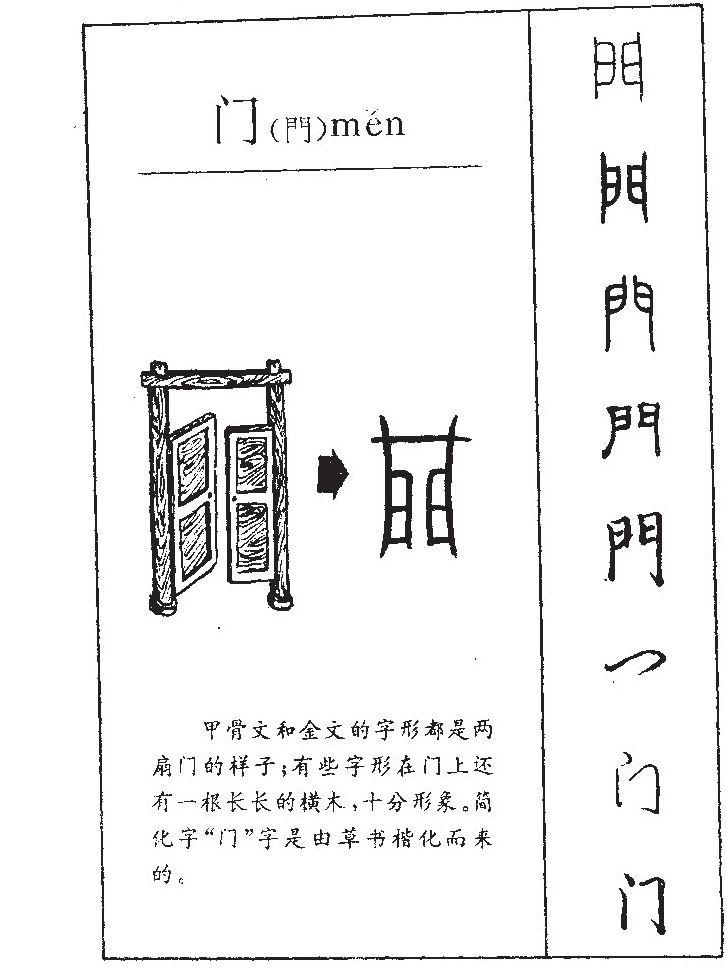 门(門)mén
甲骨文和金文的字形都是两
扇门的样子;有些字形在门上还
有一根长长的横木,十分形象。简
化字“门”字是由草书楷化而来
的。
門
門
門
門
門
门
门